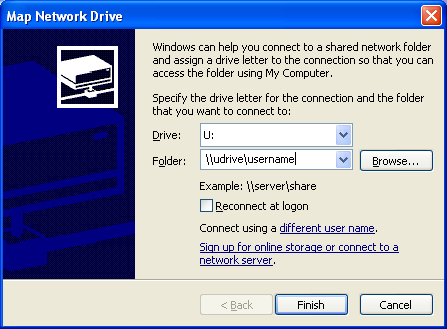 Map Network Drive
Windows can help you connect to a shared network folder
and assign a drive letter to the connection so that you can
access the folder using My Computer.
Specify the drive letter for the connection and the folder
that you want to connect to:
Drive: U:
Folder: \\udrive\username Browse...
Example: \\server\share
Reconnect at logon
Connect using a different user name.
Sign up for online storage or connect to a
network server.
< Back Finish Cancel